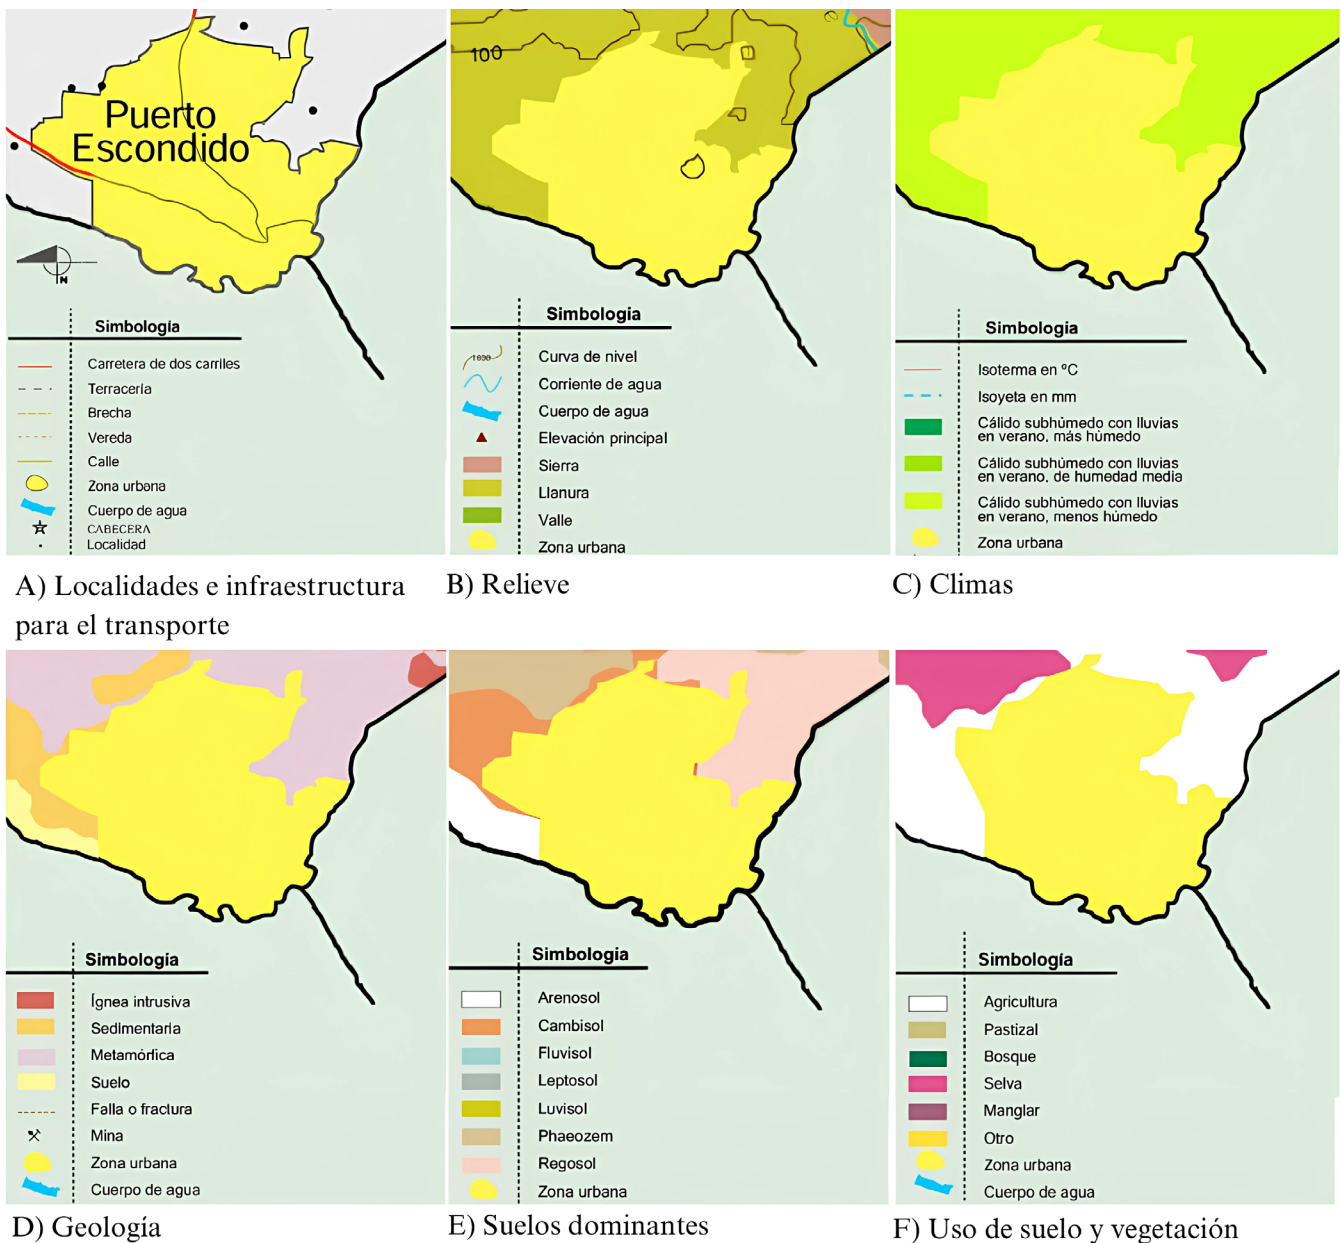 Puerto
Escondido
N
Simbología
Carretera de dos carriles
Terracería
Brecha
Vereda
Calle
Zona urbana
Cuerpo de agua
CABECERA
Localidad
A) Localidades e infraestructura
para el transporte
100
Simbologia
1000
Curva de nivel
Corriente de agua
Cuerpo de agua
Elevación principal
Sierra
Llanura
Valle
Zona urbana
B) Relieve
Simbologia
Isoterma en ºC
Isoyeta en mm
Cálido subhúmedo con lluvias
en verano, más húmedo
Cálido subhúmedo con lluvias
en verano, de humedad media
Cálido subhúmedo con lluvias
en verano, menos húmedo
Zona urbana
C) Climas
Simbología
Ígnea intrusiva
Sedimentaria
Metamórfica
Suelo
Falla o fractura
Mina
Zona urbana
Cuerpo de agua
D) Geología
Simbología
Arenosol
Cambisol
Fluvisol
Leptosol
Luvisol
Phaeozem
Regosol
Zona urbana
E) Suelos dominantes
Simbología
Agricultura
Pastizal
Bosque
Selva
Manglar
Otro
Zona urbana
Cuerpo de agua
F) Uso de suelo y vegetación